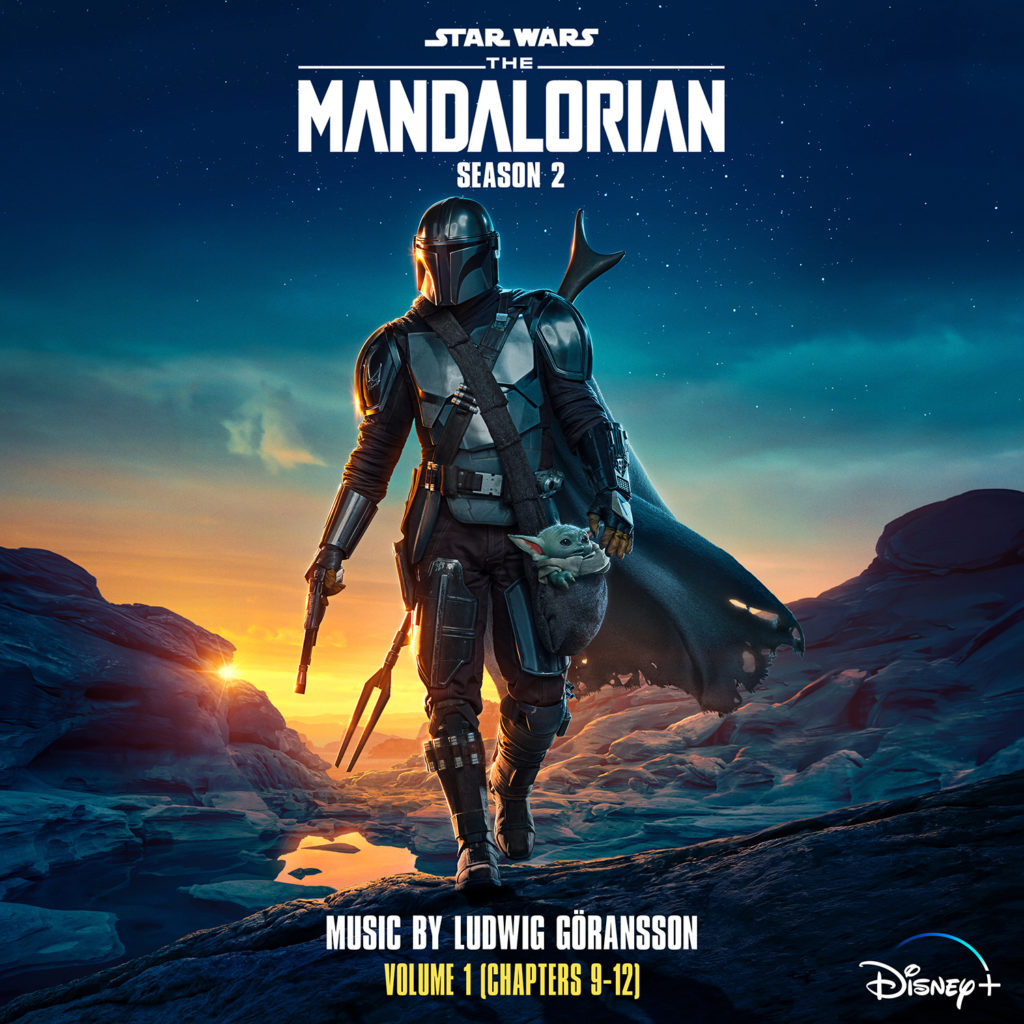 STAR WARS
THE
MANDALORIAN
SEASON 2
MUSIC BY LUDWIG GÖRANSSON
VOLUME 1 (CHAPTERS 9-12)
Disney+